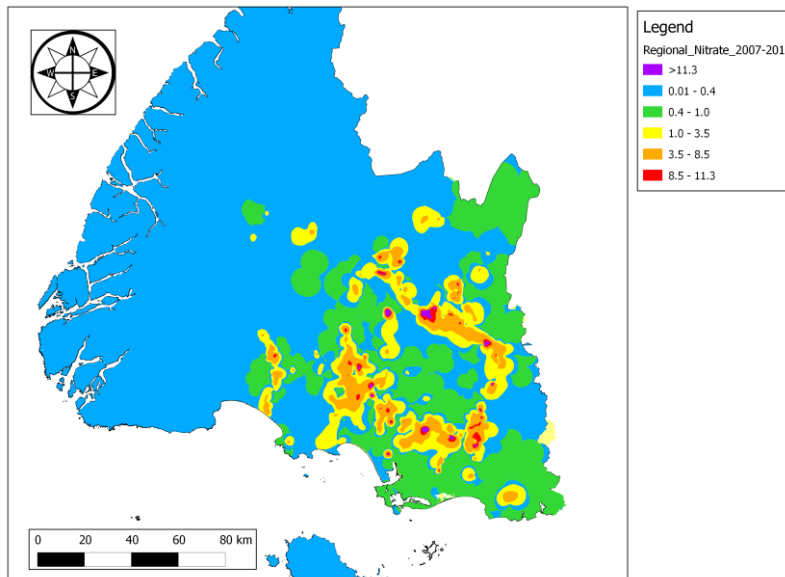 Legend
Regional_Nitrate_2007-201
>11.3
0.01 - 0.4
0.4 - 1.0
1.0 - 3.5
3.5 - 8.5
8.5 - 11.3
N
W E
S
0 20 40 60 80 km